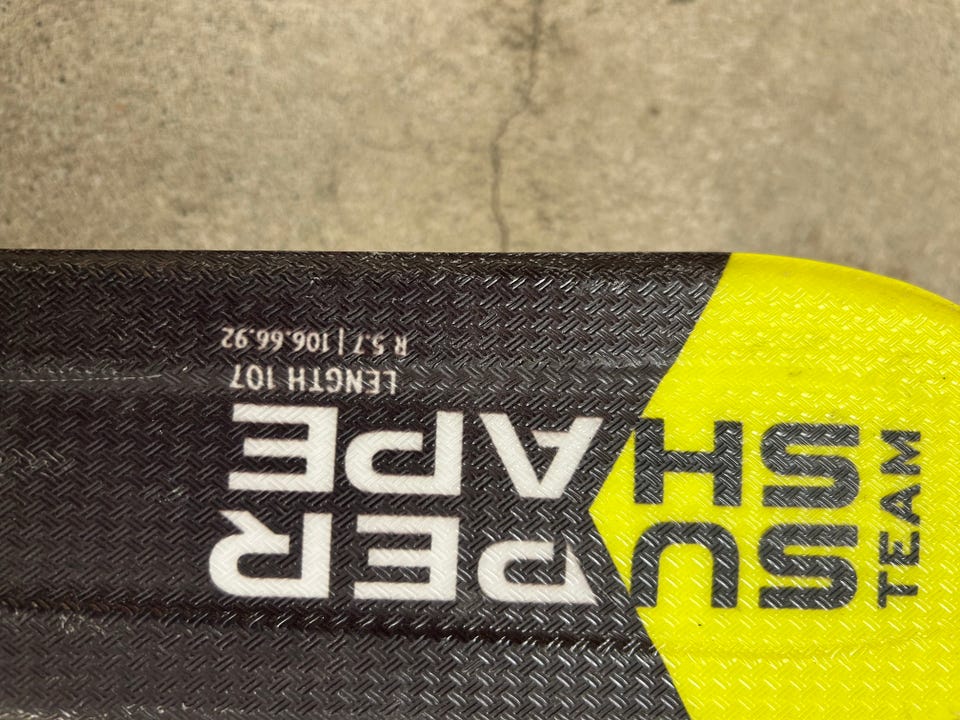 TEAM
SUPER
SHAPE
LENGTH 107
R 5.7 | 106.66.92